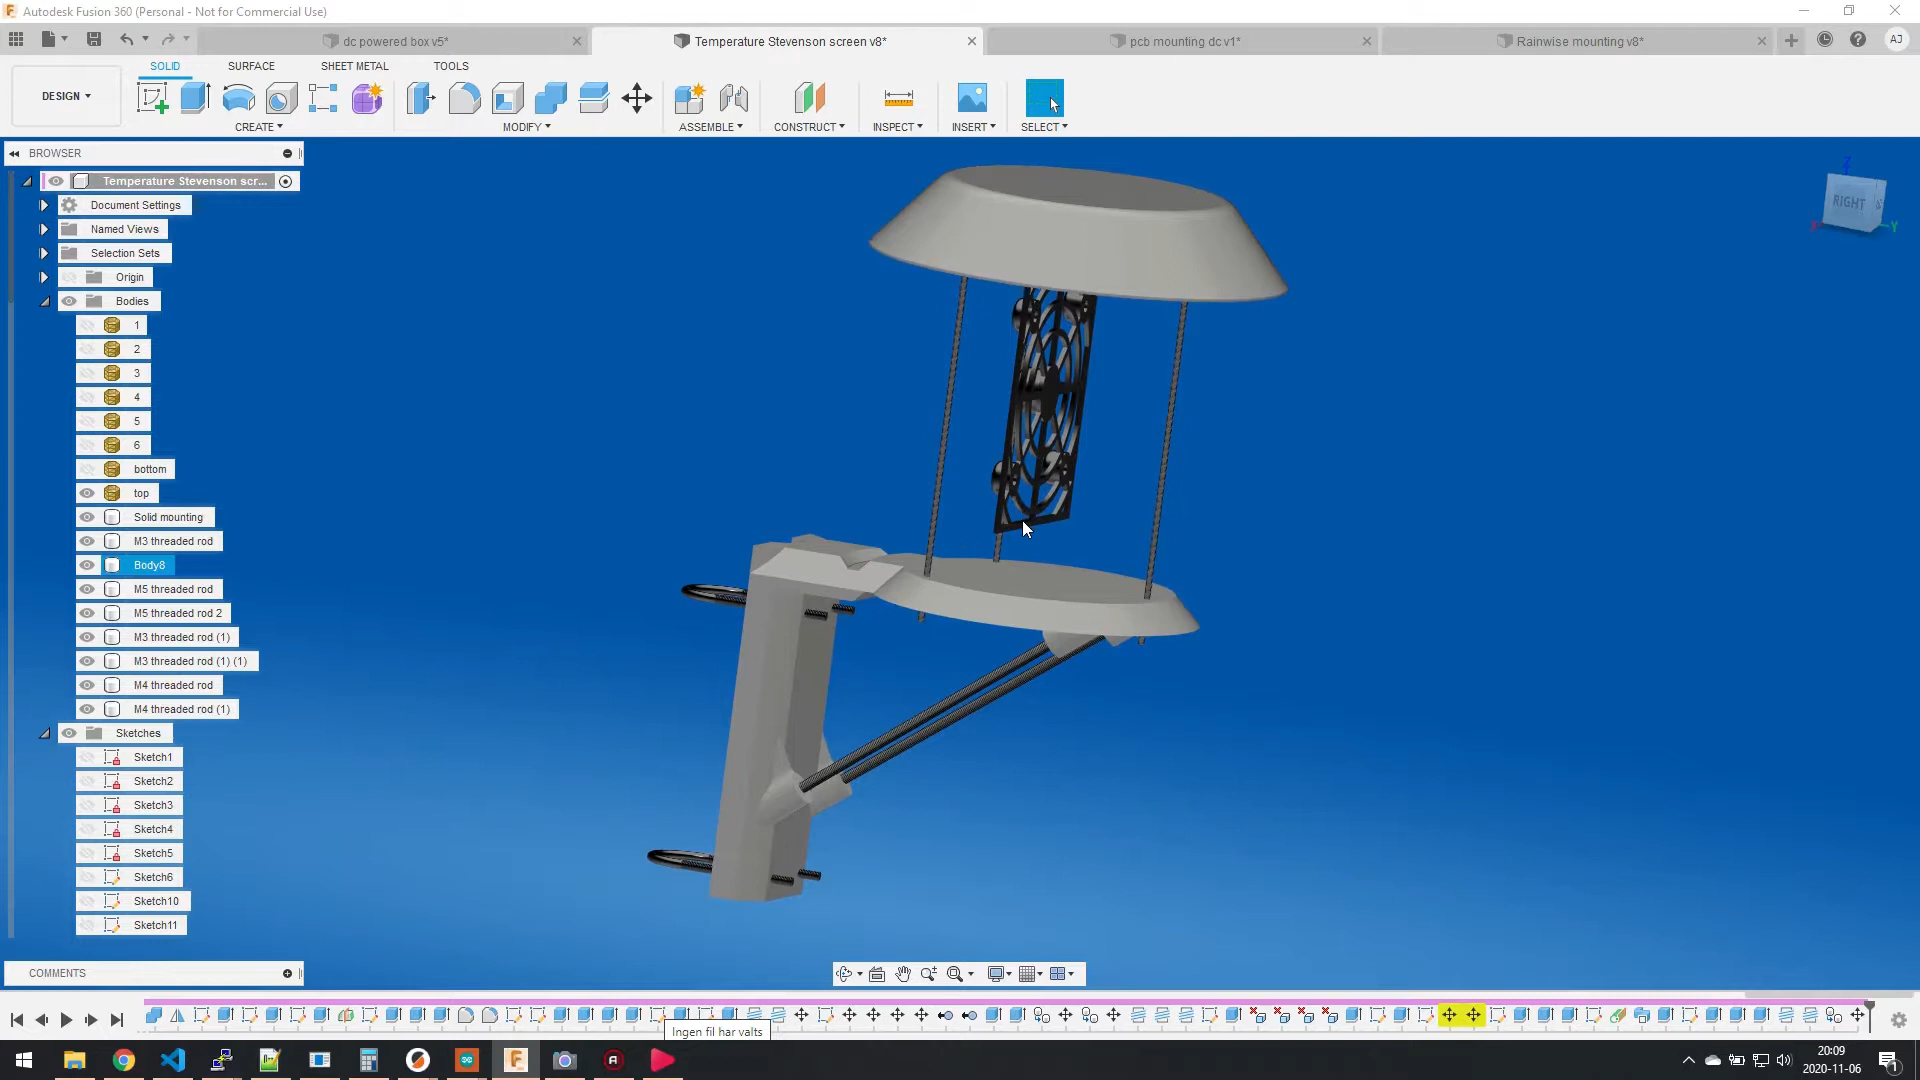 Autodesk Fusion 360 (Personal - Not for Commercial Use)
dc powered box v5*
Temperature Stevenson screen v8*
pcb mounting dc v1*
Rainwise mounting v8*
AJ
SOLID
SURFACE
SHEET METAL
TOOLS
DESIGN
CREATE
MODIFY
ASSEMBLE
CONSTRUCT
INSPECT
INSERT
SELECT
BROWSER
Temperature Stevenson scr...
Document Settings
Named Views
Selection Sets
Origin
Bodies
1
2
3
4
5
6
bottom
top
Solid mounting
M3 threaded rod
Body8
M5 threaded rod
M5 threaded rod 2
M3 threaded rod (1)
M3 threaded rod (1) (1)
M4 threaded rod
M4 threaded rod (1)
Sketches
Sketch1
Sketch2
Sketch3
Sketch4
Sketch5
Sketch6
Sketch10
Sketch11
Z
RIGHT
X
Y
COMMENTS
Ingen fil har valts
20:09
2020-11-06
1